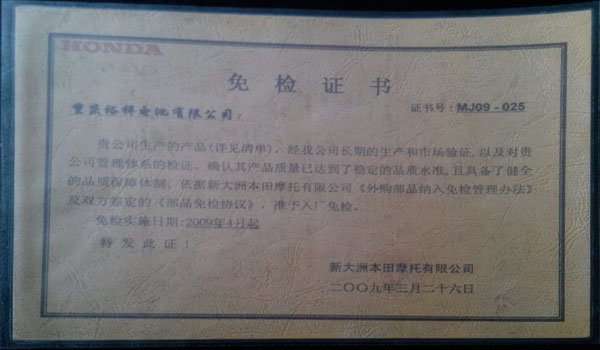 HONDA
免检证书
重庆裕祥电池有限公司：
证书号：MJ09－025
贵公司生产的产品（详见清单），经我公司长期的生产和市场验证，以及对贵
公司管理体系的检证。确认其产品质量已达到了稳定的品质水准，且具备了健全
的品质保障体制。依据新大洲本田摩托有限公司《外购部品纳入免检管理办法》
及双方签定的《部品免检协议》，准予入厂免检。
免检实施日期：2009年4月起
特发此证！
新大洲本田摩托有限公司
二〇〇九年三月二十六日